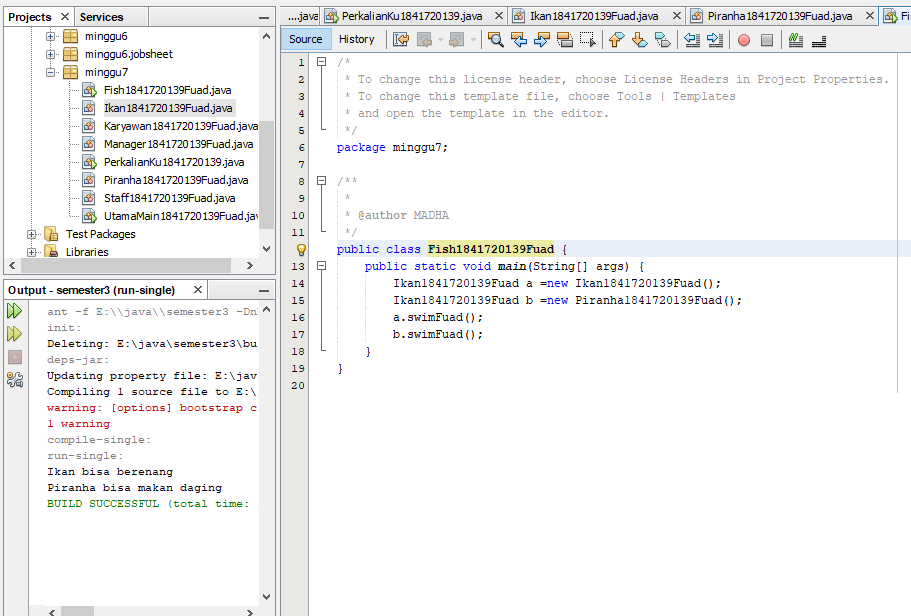 Projects
Services
minggu6
minggu6.jobsheet
minggu7
Fish1841720139Fuad.java
Ikan1841720139Fuad.java
Karyawan1841720139Fuad.java
Manager1841720139Fuad.java
PerkalianKu1841720139.java
Piranha1841720139Fuad.java
Staff1841720139Fuad.java
UtamaMain1841720139Fuad.jav
Test Packages
Libraries
Output - semester3 (run-single)
ant -f E:\\java\\semester3 -Dn
init:
Deleting: E:\java\semester3\bu
deps-jar:
Updating property file: E:\jav
Compiling 1 source file to E:\
warning: [options] bootstrap c
1 warning
compile-single:
run-single:
Ikan bisa berenang
Piranha bisa makan daging
BUILD SUCCESSFUL (total time:
....java PerkalianKu1841720139.java Ikan1841720139Fuad.java Piranha1841720139Fuad.java Fi
Source History
1 /*
2 * To change this license header, choose License Headers in Project Properties.
3 * To change this template file, choose Tools | Templates
4 * and open the template in the editor.
5 */
6 package minggu7;
7
8 /**
9 *
10 * @author MADHA
11 */
public class Fish1841720139Fuad {
13 public static void main(String[] args) {
14 Ikan1841720139Fuad a =new Ikan1841720139Fuad();
15 Ikan1841720139Fuad b =new Piranha1841720139Fuad();
16 a.swimFuad();
17 b.swimFuad();
18 }
19 }
20